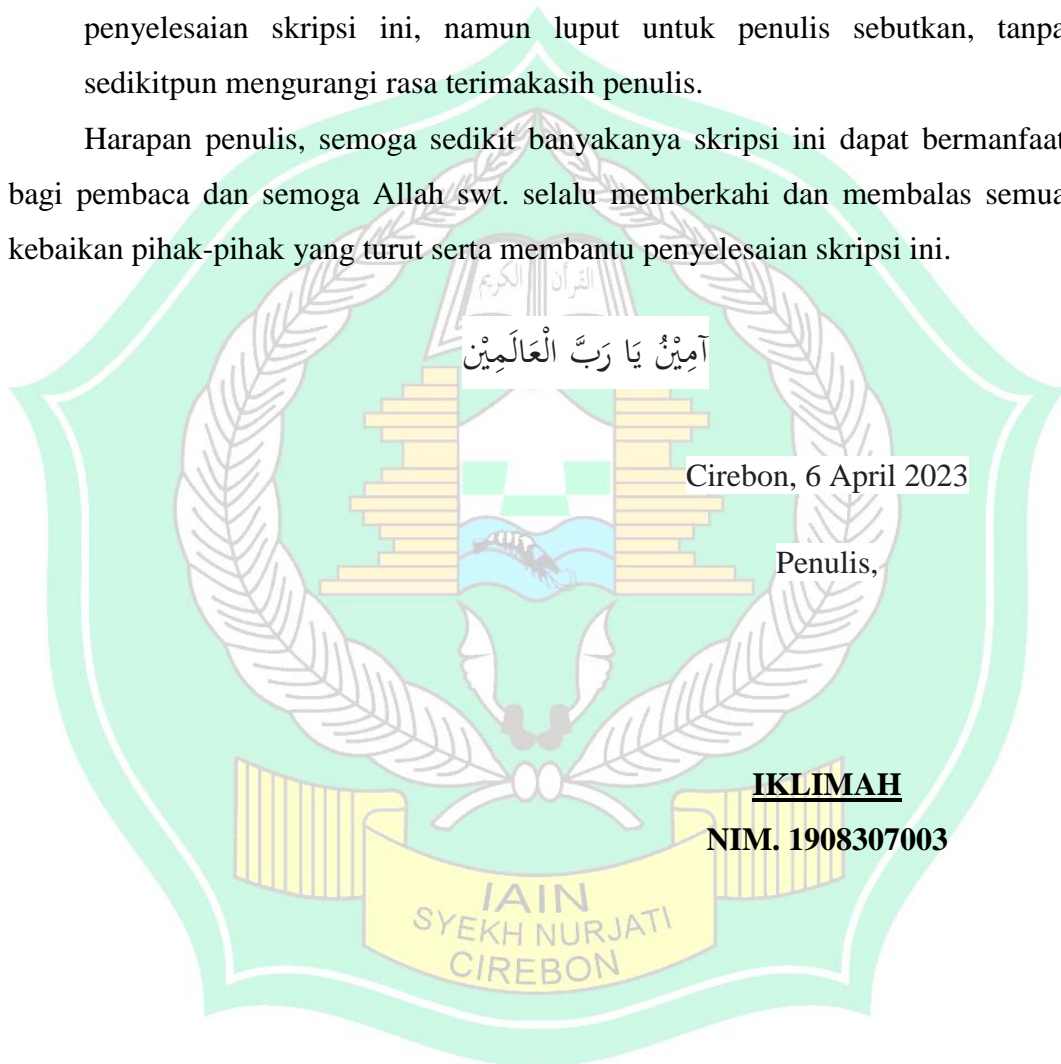 penyelesaian skripsi ini, namun luput untuk penulis sebutkan, tanpa
sedikitpun mengurangi rasa terimakasih penulis.
Harapan penulis, semoga sedikit banyakanya skripsi ini dapat bermanfaat
bagi pembaca dan semoga Allah swt. selalu memberkahi dan membalas semua
kebaikan pihak-pihak yang turut serta membantu penyelesaian skripsi ini.
القرآن الكريم
آمِيْنُ يَا رَبَّ الْعَالَمِيْن
Cirebon, 6 April 2023
Penulis,
IKLIMAH
NIM. 1908307003
IAIN
SYEKH NURJATI
CIREBON